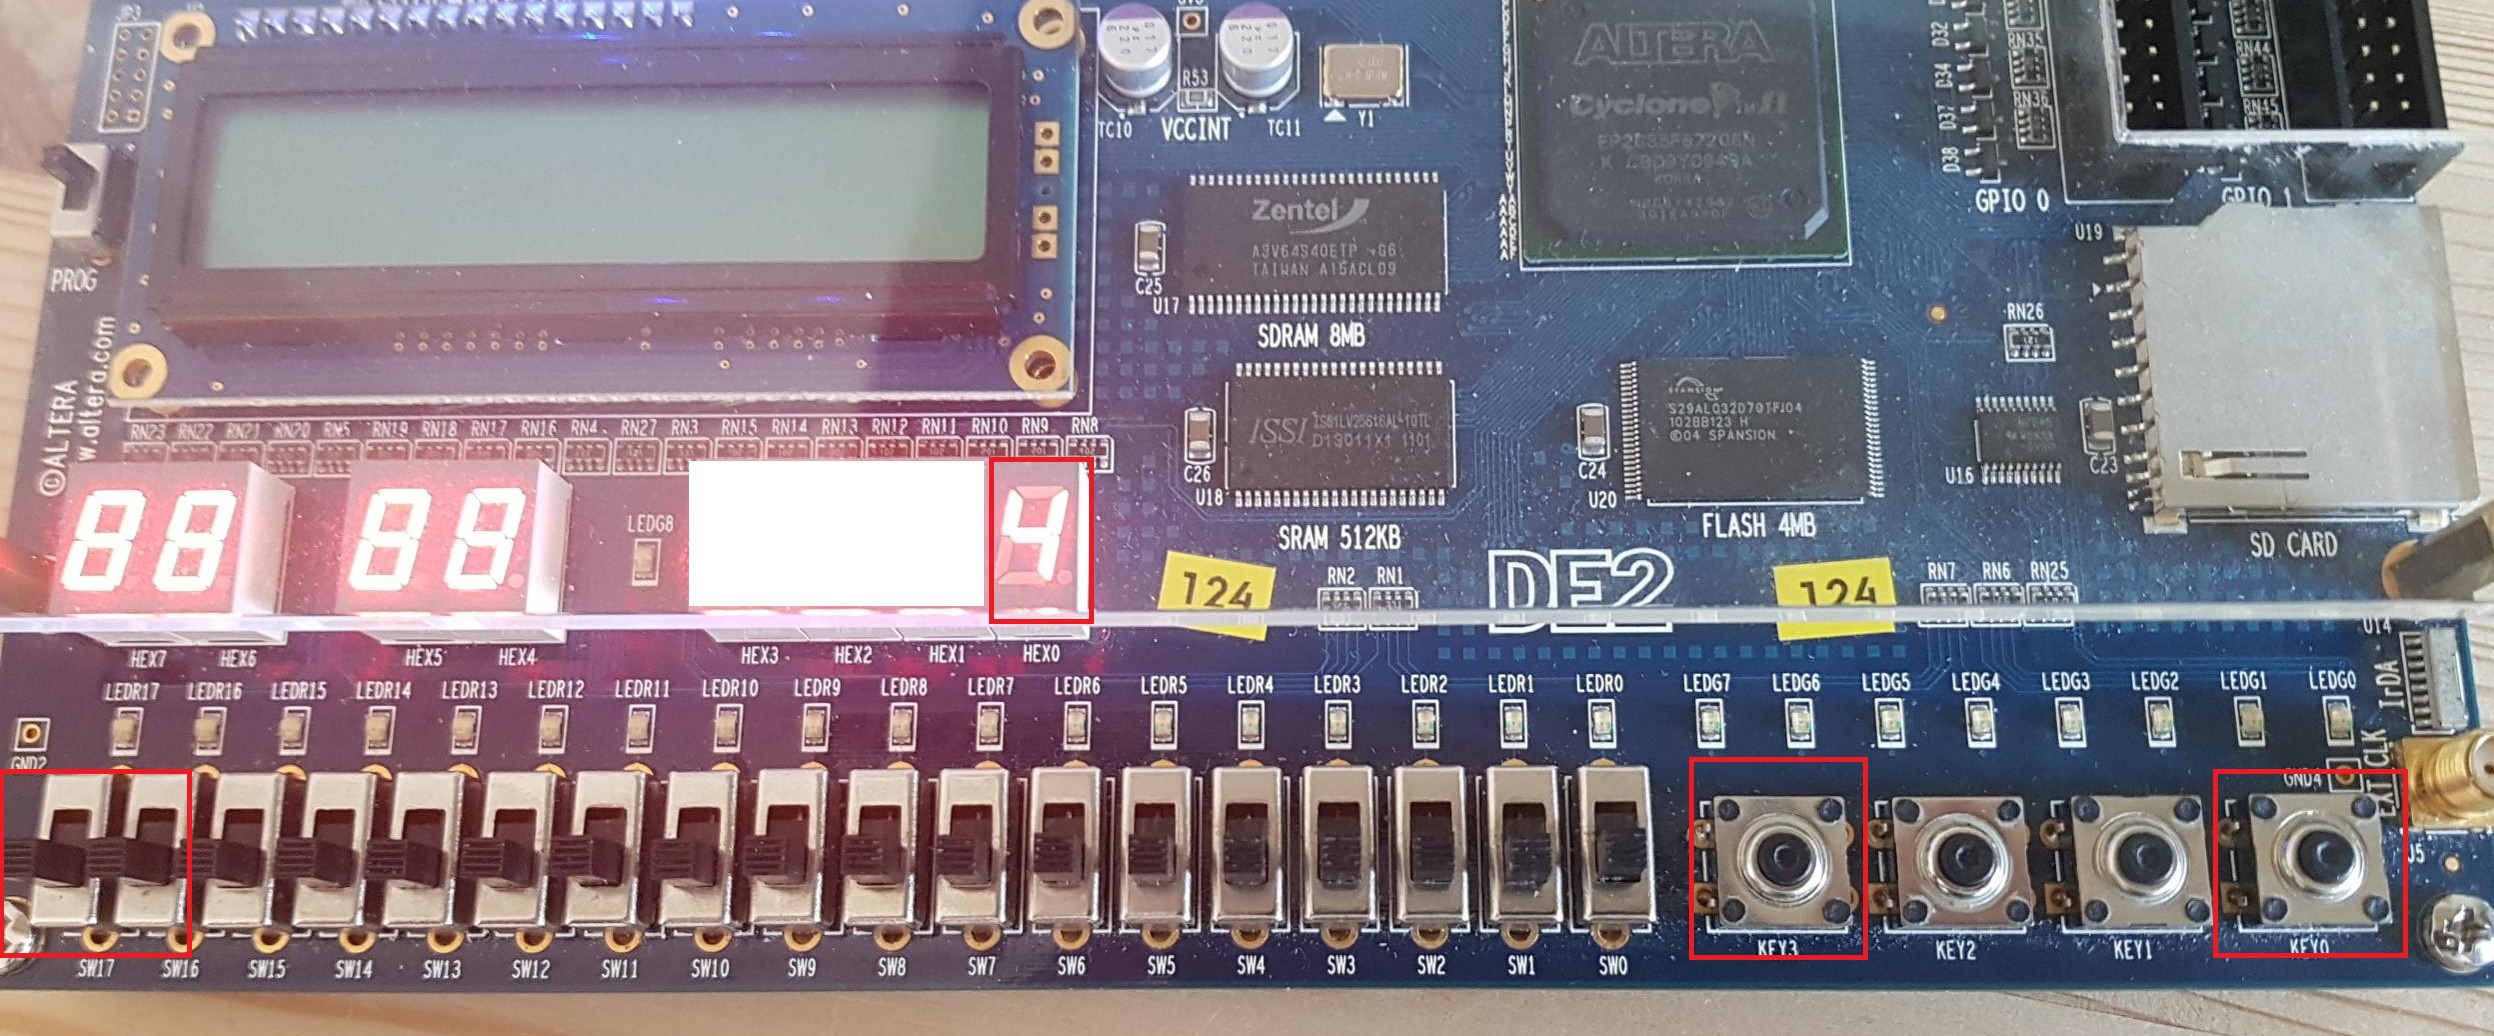 JP3
ALTERA
Cyclone II
D32
D34
D37
D38
RN35
RN36
RN44
RN45
R53
TC10
VCCINT
TC11
Y1
GPIO 0
GPIO 1
PROG
©ALTERA
w.altera.com
Zentel
A3V64S40ETP -G6
TAIWAN A15ACL09
C25
U17
SDRAM 8MB
U19
RN26
ISSI
IS61LV25616AL-10TL
C26
U18
SRAM 512KB
SPANSION
S29AL032D70TFI04
102BB123 H
©04 SPANSION
C24
U20
FLASH 4MB
U16
C23
SD CARD
RN23 RN22 RN21 RN20 RN5 RN19 RN18 RN17 RN16 RN4 RN27 RN3 RN15 RN14 RN13 RN12 RN11 RN10 RN9 RN8
88 88
LEDG8
4
124
RN2 RN1
DE2
124
RN7 RN6 RN25
U14
IrDA
HEX7 HEX6 HEX5 HEX4 HEX3 HEX2 HEX1 HEX0
LEDR17 LEDR16 LEDR15 LEDR14 LEDR13 LEDR12 LEDR11 LEDR10 LEDR9 LEDR8 LEDR7 LEDR6 LEDR5 LEDR4 LEDR3 LEDR2 LEDR1 LEDR0 LEDG7 LEDG6 LEDG5 LEDG4 LEDG3 LEDG2 LEDG1 LEDG0
GND2
GND4
EXT CLK
J5
KEY3 KEY2 KEY1 KEY0
SW17 SW16 SW15 SW14 SW13 SW12 SW11 SW10 SW9 SW8 SW7 SW6 SW5 SW4 SW3 SW2 SW1 SW0